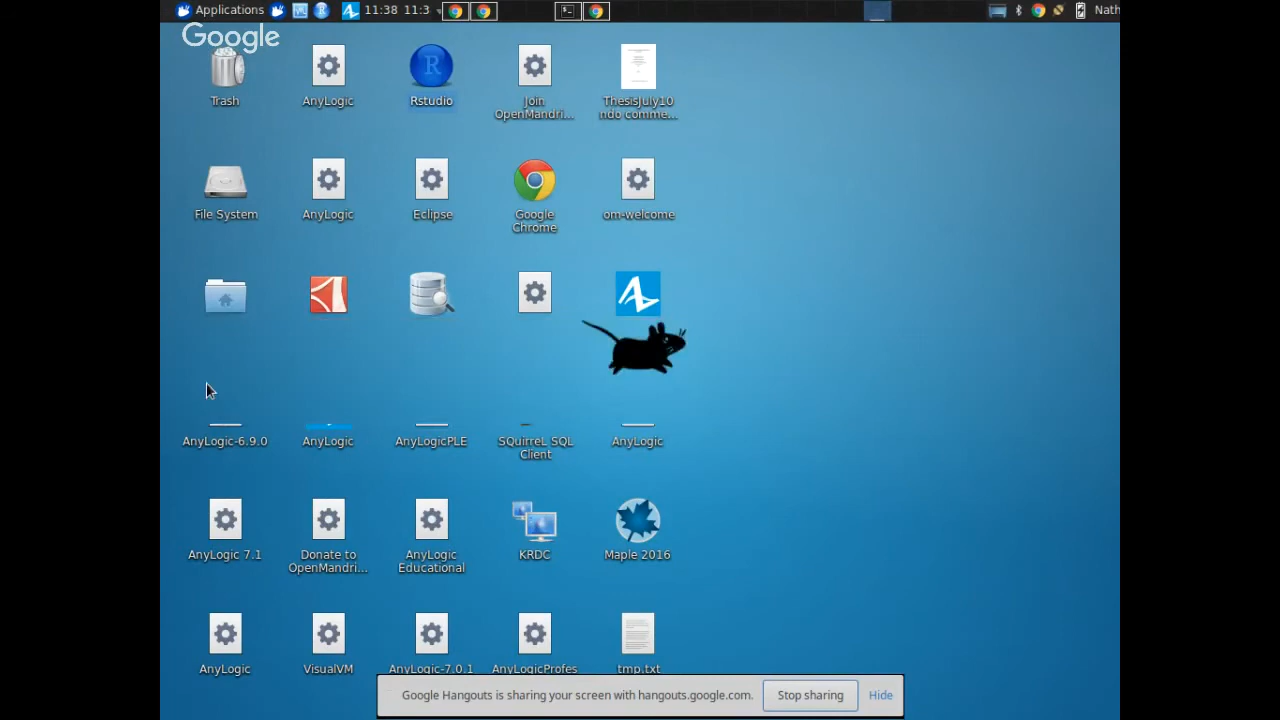 Applications 11:38 11:3 Nath
Google
Trash AnyLogic Rstudio Join OpenMandri... ThesisJuly10 ndo comme...
File System AnyLogic Eclipse Google Chrome om-welcome
AnyLogic-6.9.0 AnyLogic AnyLogicPLE SQuirreL SQL Client AnyLogic
AnyLogic 7.1 Donate to OpenMandri... AnyLogic Educational KRDC Maple 2016
AnyLogic VisualVM AnyLogic-7.0.1 AnyLogicProfes tmp.txt
Google Hangouts is sharing your screen with hangouts.google.com. Stop sharing Hide